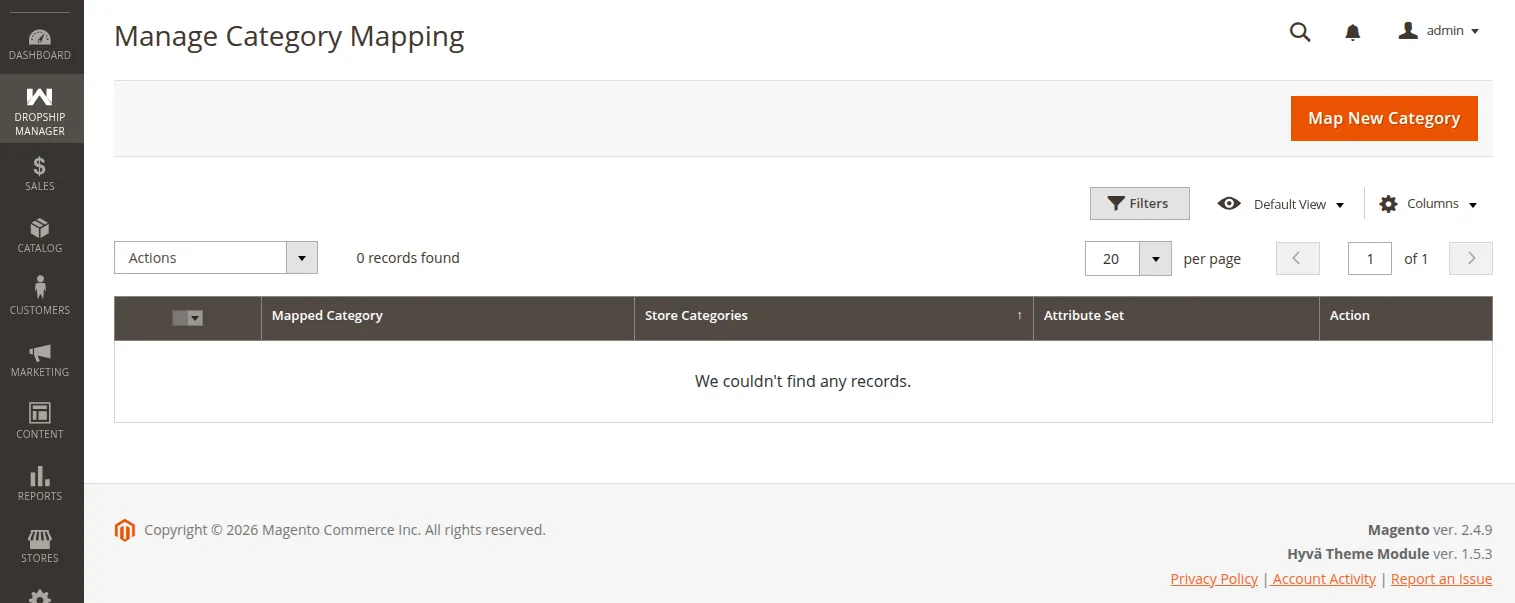 Manage Category Mapping
admin
DASHBOARD
DROPSHIP
MANAGER
SALES
CATALOG
CUSTOMERS
MARKETING
CONTENT
REPORTS
STORES
Map New Category
Filters
Default View
Columns
Actions
0 records found
20
per page
1
of 1
Mapped Category
Store Categories ↑
Attribute Set
Action
We couldn't find any records.
Copyright © 2026 Magento Commerce Inc. All rights reserved.
Magento ver. 2.4.9
Hyvä Theme Module ver. 1.5.3
Privacy Policy | Account Activity | Report an Issue